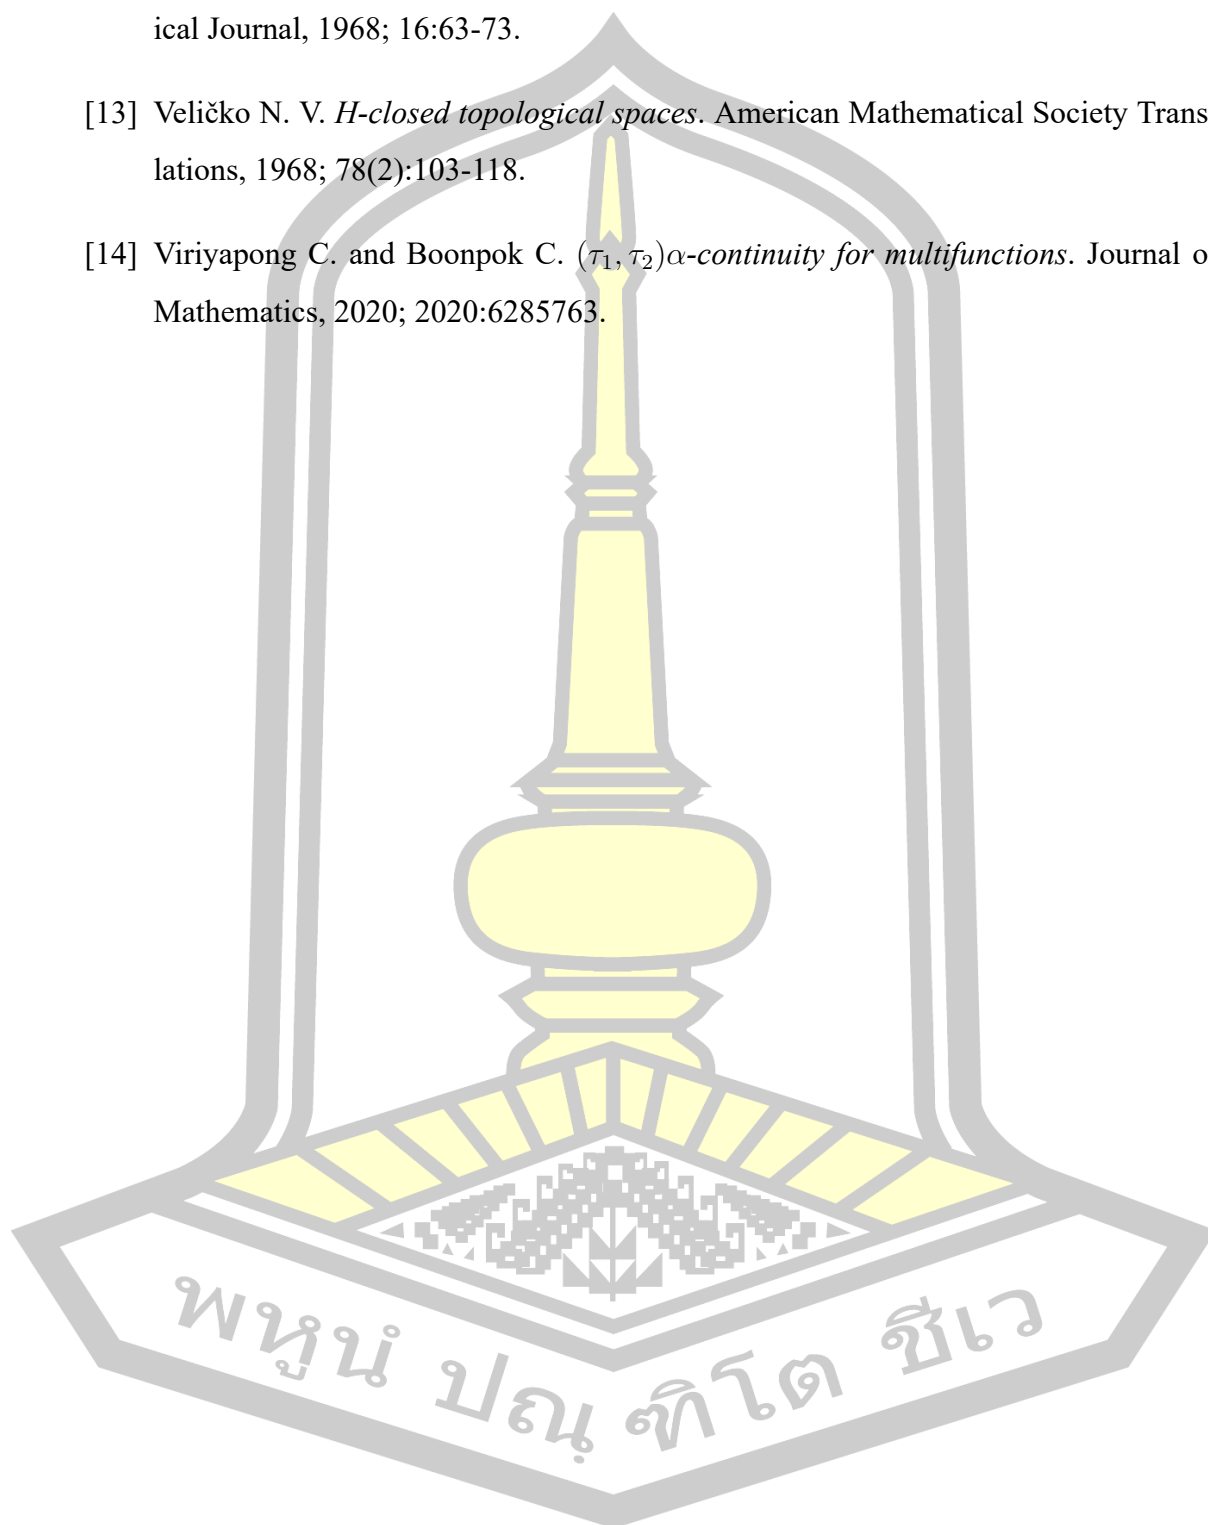 ical Journal, 1968; 16:63-73.
[13] Veličko N. V. H-closed topological spaces. American Mathematical Society Trans
lations, 1968; 78(2):103-118.
[14] Viriyapong C. and Boonpok C. (τ₁, τ₂)α-continuity for multifunctions. Journal o
Mathematics, 2020; 2020:6285763.
พหูนํ ปณฺ ฑิโต ชีเว